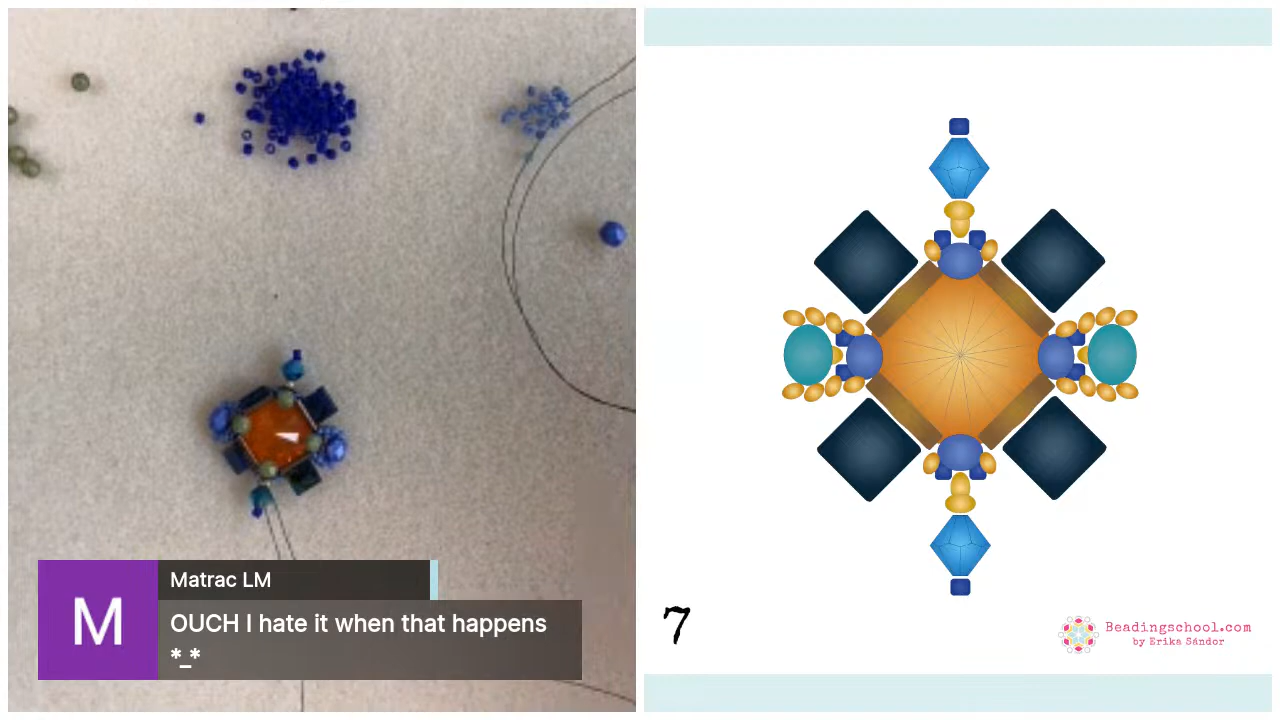 M
Matrac LM
OUCH I hate it when that happens
*_*
7
Beadingschool.com
by Erika Sándor